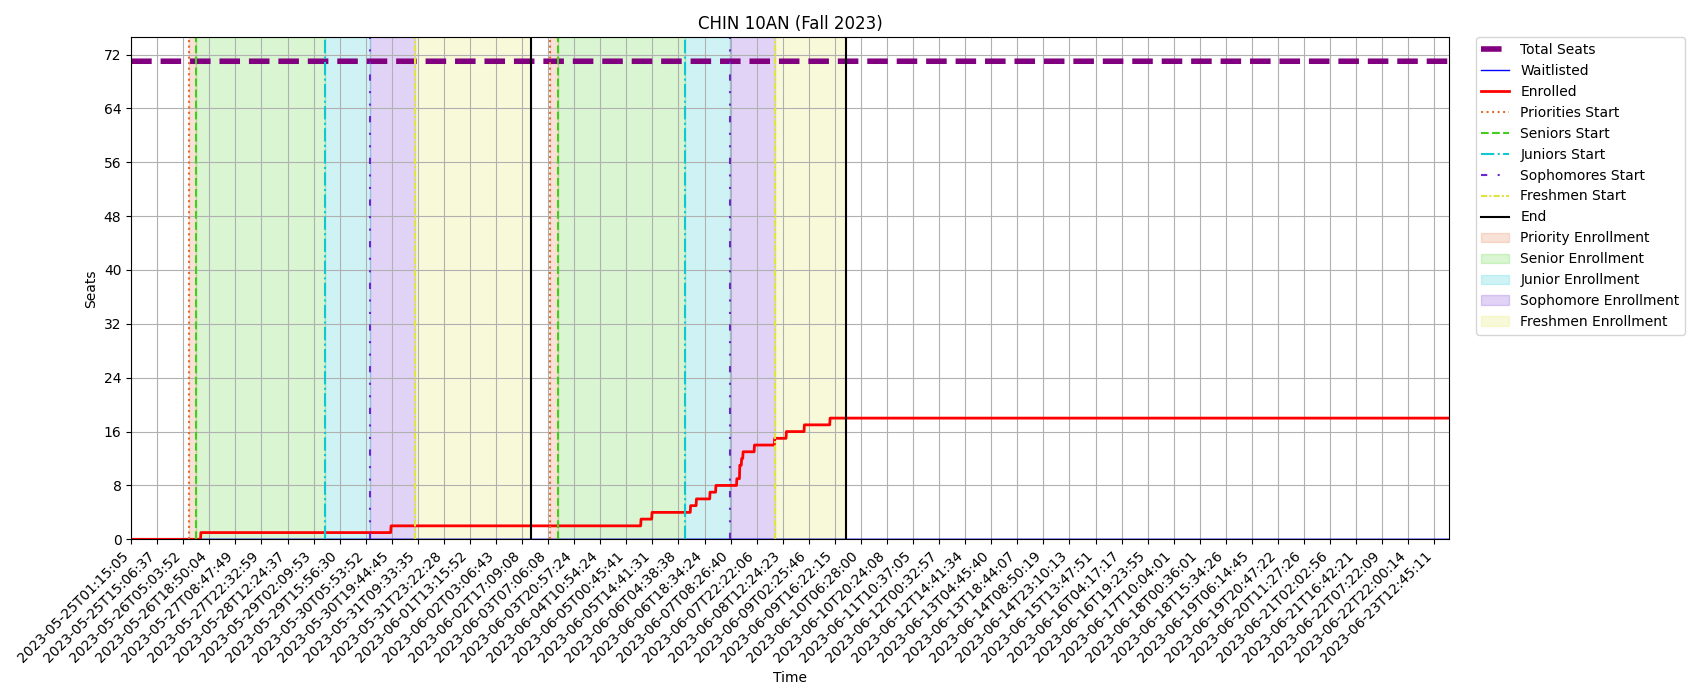 CHIN 10AN (Fall 2023)
Seats
72
64
56
48
40
32
24
16
8
0
2023-05-25T01:15:05
2023-05-25T15:06:37
2023-05-26T05:03:52
2023-05-26T18:50:04
2023-05-27T08:47:49
2023-05-27T22:32:59
2023-05-28T12:24:37
2023-05-29T02:09:53
2023-05-29T15:56:30
2023-05-30T05:53:52
2023-05-30T19:44:45
2023-05-31T09:33:35
2023-05-31T23:22:28
2023-06-01T13:15:52
2023-06-02T03:06:43
2023-06-02T17:09:08
2023-06-03T07:06:08
2023-06-03T20:57:24
2023-06-04T10:54:24
2023-06-05T00:45:41
2023-06-05T14:41:31
2023-06-06T04:38:38
2023-06-06T18:34:24
2023-06-07T08:26:40
2023-06-07T22:22:06
2023-06-08T12:24:23
2023-06-09T02:25:46
2023-06-09T16:22:15
2023-06-10T06:28:00
2023-06-10T20:24:08
2023-06-11T10:37:05
2023-06-12T00:32:57
2023-06-12T14:41:34
2023-06-13T04:45:40
2023-06-13T18:44:07
2023-06-14T08:50:19
2023-06-14T23:10:13
2023-06-15T13:47:51
2023-06-16T04:17:17
2023-06-16T19:23:55
2023-06-17T10:04:01
2023-06-18T00:36:01
2023-06-18T15:34:26
2023-06-19T06:14:45
2023-06-19T20:47:22
2023-06-20T11:27:26
2023-06-21T02:02:56
2023-06-21T16:42:21
2023-06-22T07:22:09
2023-06-22T22:00:14
2023-06-23T12:45:11
Time
Total Seats
Waitlisted
Enrolled
Priorities Start
Seniors Start
Juniors Start
Sophomores Start
Freshmen Start
End
Priority Enrollment
Senior Enrollment
Junior Enrollment
Sophomore Enrollment
Freshmen Enrollment